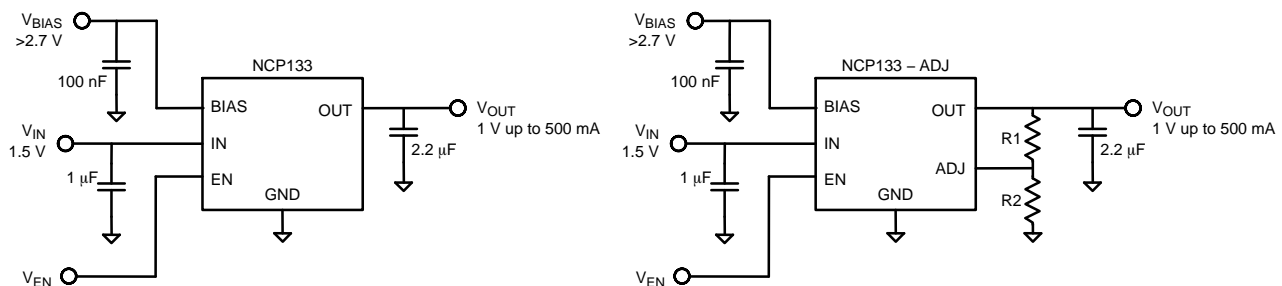 VBIAS
>2.7 V
100 nF
NCP133
BIAS
OUT
VOUT
1 V up to 500 mA
VIN
1.5 V
IN
2.2 μF
1 μF
EN
GND
VEN
VBIAS
>2.7 V
100 nF
NCP133 – ADJ
BIAS
OUT
VOUT
1 V up to 500 mA
VIN
1.5 V
IN
R1
2.2 μF
1 μF
EN
ADJ
GND
R2
VEN